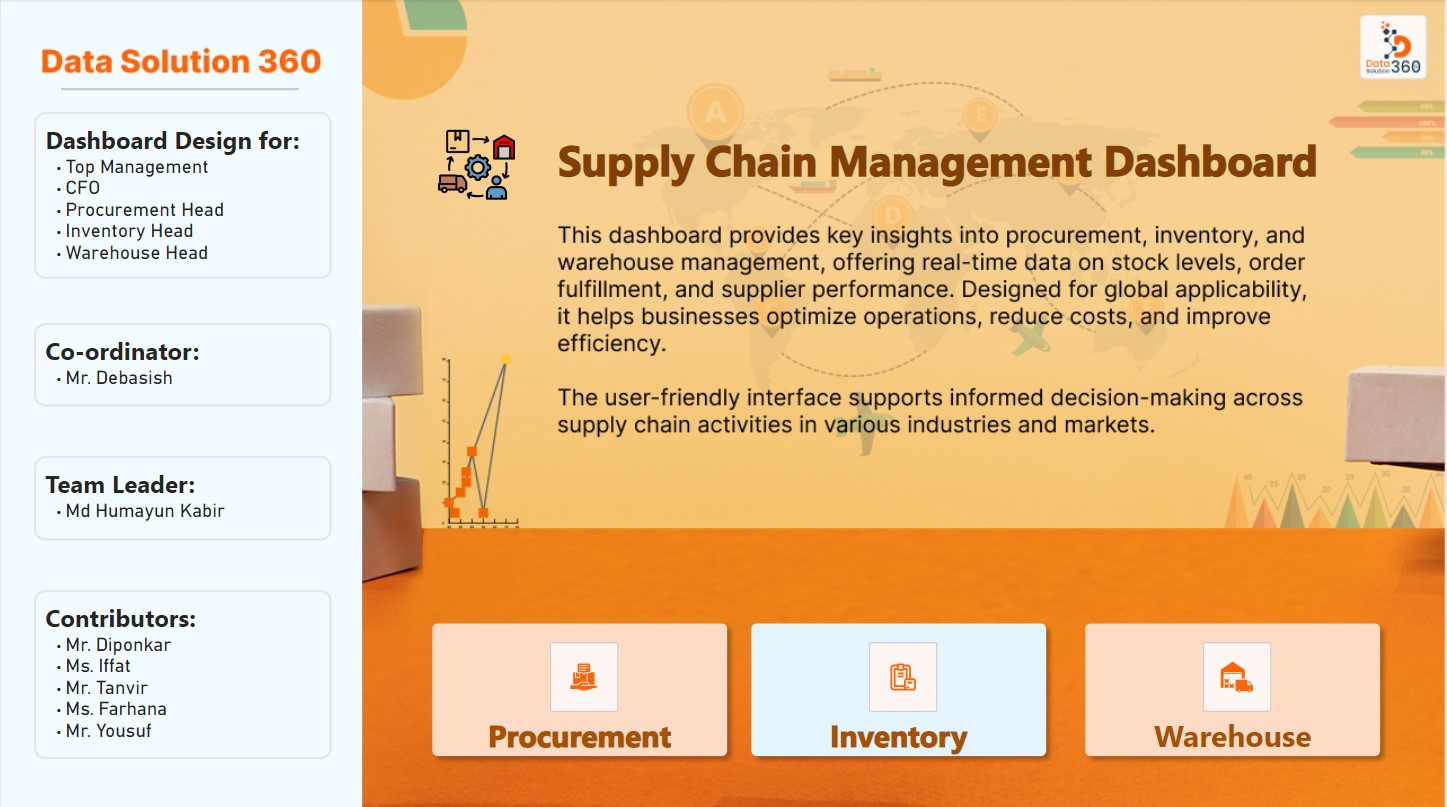 Data Solution 360
Dashboard Design for:
• Top Management
• CFO
• Procurement Head
• Inventory Head
• Warehouse Head
Co-ordinator:
• Mr. Debasish
Team Leader:
• Md Humayun Kabir
Contributors:
• Mr. Diponkar
• Ms. Iffat
• Mr. Tanvir
• Ms. Farhana
• Mr. Yousuf
Data
Solution 360
A
E
D
Supply Chain Management Dashboard
This dashboard provides key insights into procurement, inventory, and
warehouse management, offering real-time data on stock levels, order
fulfillment, and supplier performance. Designed for global applicability,
it helps businesses optimize operations, reduce costs, and improve
efficiency.
The user-friendly interface supports informed decision-making across
supply chain activities in various industries and markets.
Procurement
Inventory
Warehouse